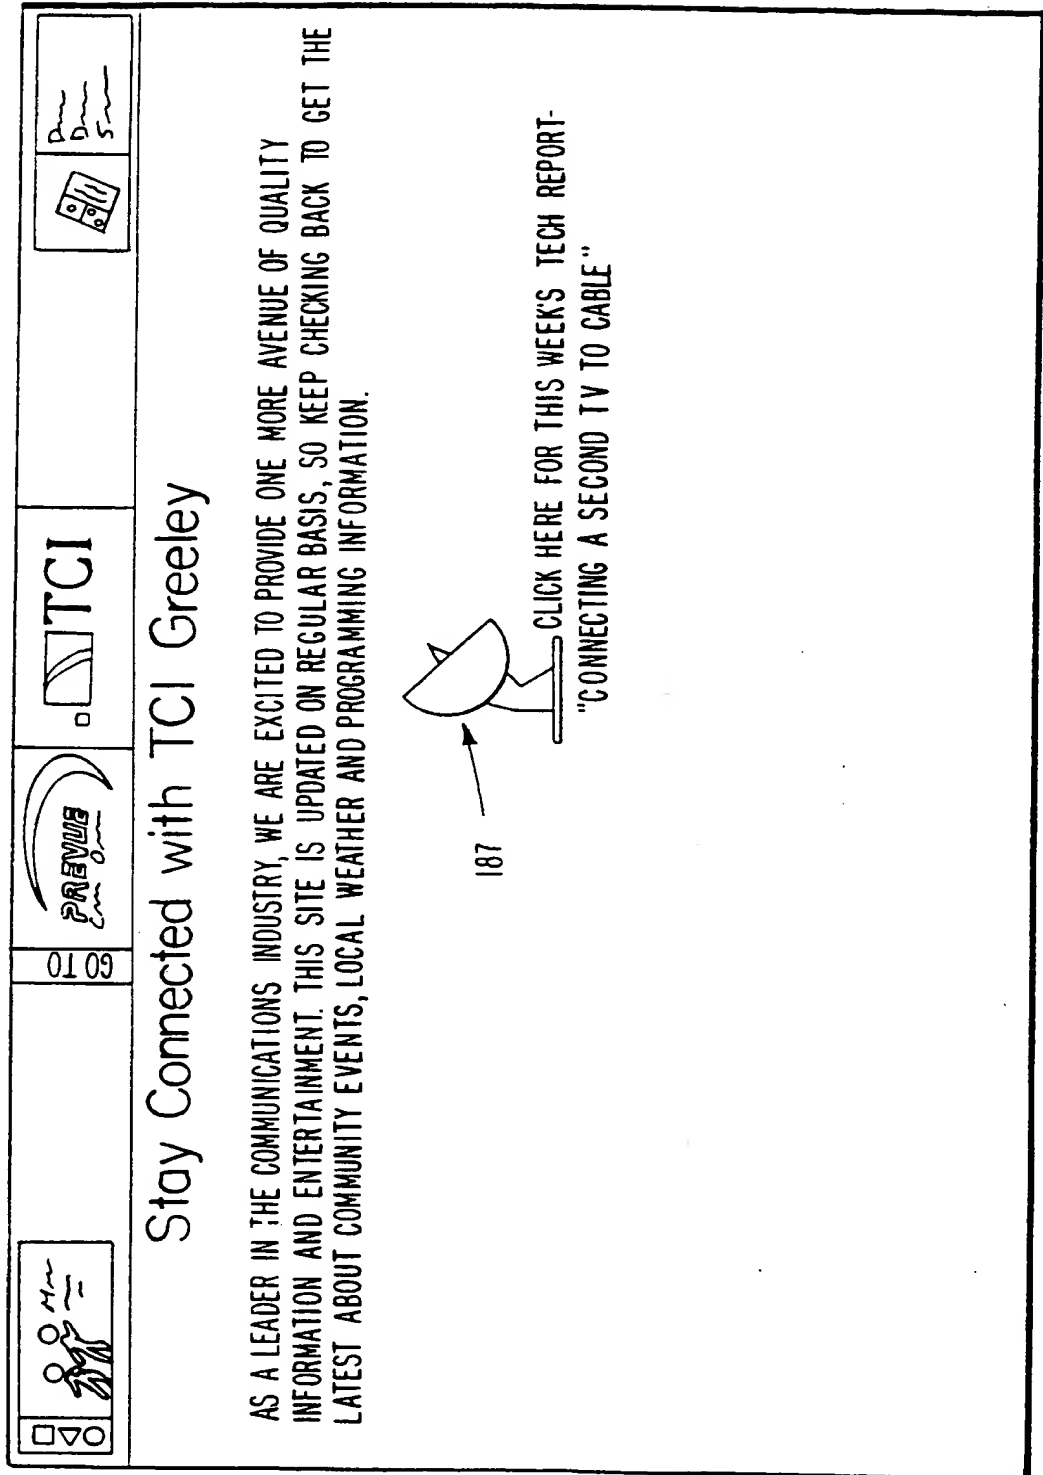 GO TO
PREVUE
TCI
Stay Connected with TCI Greeley
AS A LEADER IN THE COMMUNICATIONS INDUSTRY, WE ARE EXCITED TO PROVIDE ONE MORE AVENUE OF QUALITY
INFORMATION AND ENTERTAINMENT. THIS SITE IS UPDATED ON REGULAR BASIS, SO KEEP CHECKING BACK TO GET THE
LATEST ABOUT COMMUNITY EVENTS, LOCAL WEATHER AND PROGRAMMING INFORMATION.
187
CLICK HERE FOR THIS WEEK'S TECH REPORT-
"CONNECTING A SECOND TV TO CABLE"